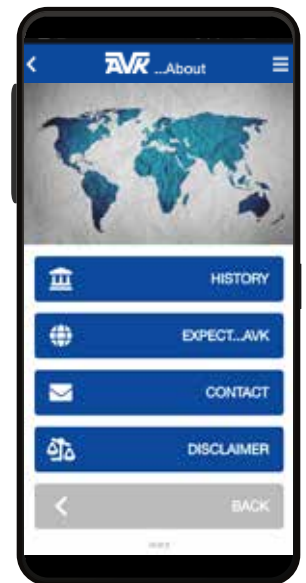 AVK ...About
HISTORY
EXPECT...AVK
CONTACT
DISCLAIMER
BACK